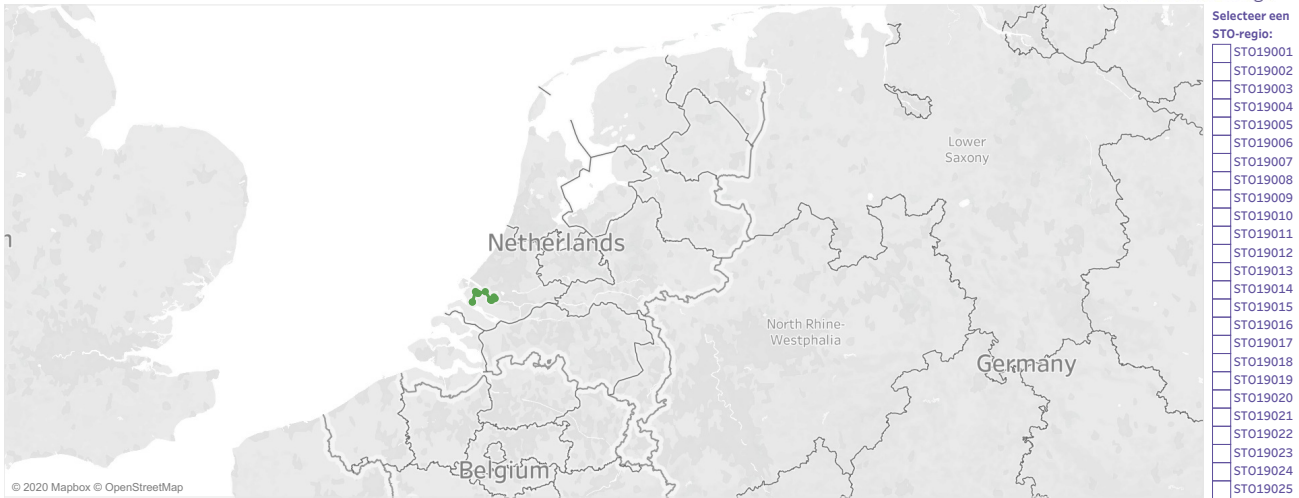 Selecteer een
STO-regio:
STO19001
STO19002
STO19003
STO19004
STO19005
STO19006
STO19007
STO19008
STO19009
STO19010
STO19011
STO19012
STO19013
STO19014
STO19015
STO19016
STO19017
STO19018
STO19019
STO19020
STO19021
STO19022
STO19023
STO19024
STO19025
Lower
Saxony
Netherlands
North Rhine-
Westphalia
Germany
Belgium
© 2020 Mapbox © OpenStreetMap